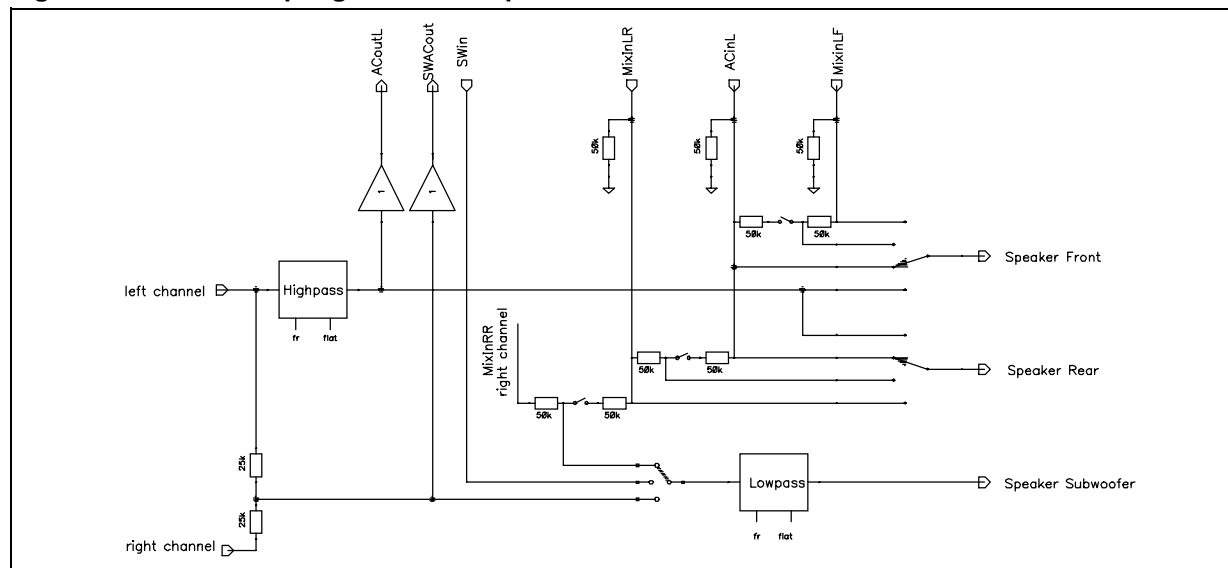 ACoutL
SWACout
SWin
MixInLR
ACinL
MixinLF
50k
50k
50k
1
1
50k
50k
Speaker Front
left channel
Highpass
fr
flat
MixInRR
right channel
50k
50k
Speaker Rear
50k
50k
25k
Lowpass
Speaker Subwoofer
25k
fr
flat
right channel